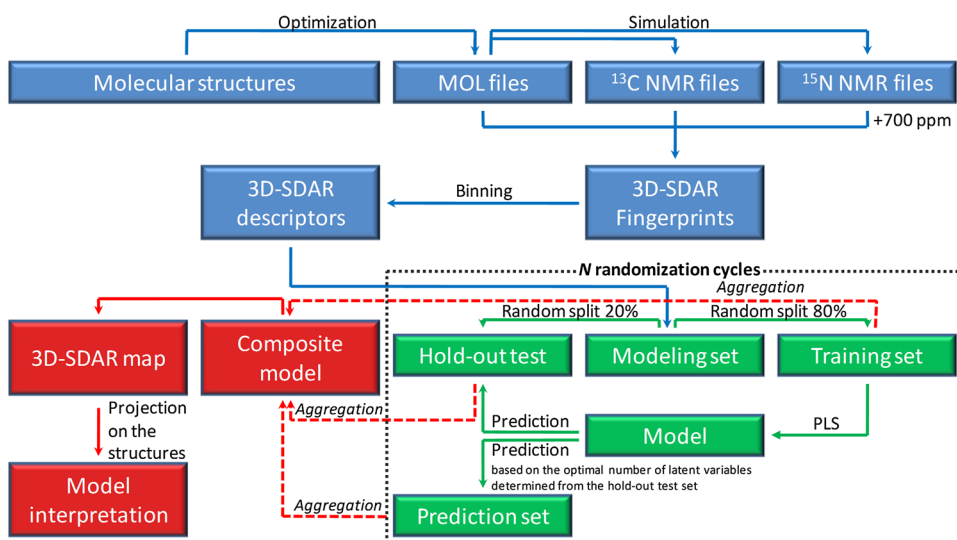 Optimization
Simulation
Molecular structures
MOL files
¹³C NMR files
¹⁵N NMR files
+700 ppm
3D-SDAR
descriptors
Binning
3D-SDAR
Fingerprints
N randomization cycles
Aggregation
Random split 20%
Random split 80%
3D-SDAR map
Composite
model
Hold-out test
Modeling set
Training set
Projection
on the
structures
Aggregation
Prediction
Model
PLS
Prediction
based on the optimal number of latent variables
determined from the hold-out test set
Model
interpretation
Aggregation
Prediction set